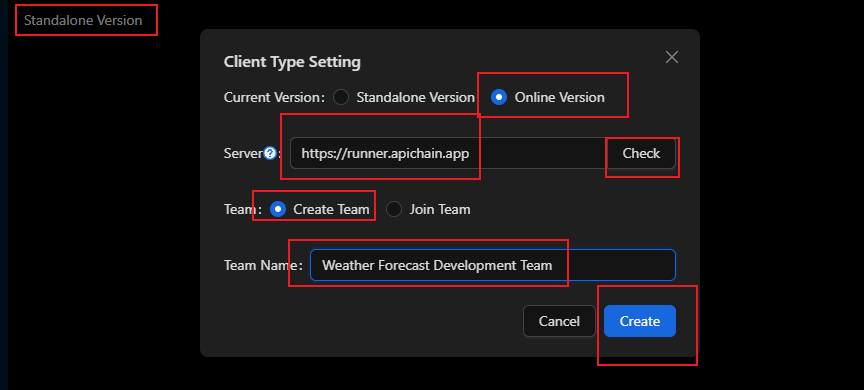 Standalone Version
Client Type Setting
Current Version: Standalone Version Online Version
Server ? : https://runner.apichain.app Check
Team: Create Team Join Team
Team Name: Weather Forecast Development Team
Cancel Create